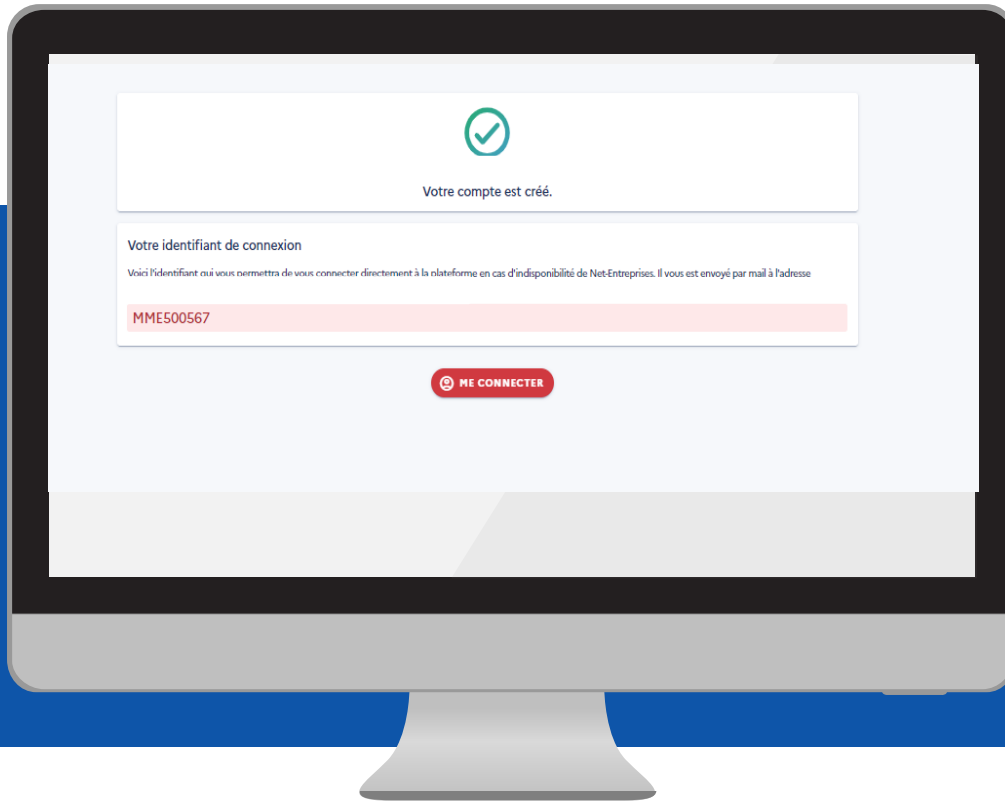 Votre compte est créé.
Votre identifiant de connexion
Voici l'identifiant qui vous permettra de vous connecter directement à la plateforme en cas d'indisponibilité de Net-Entreprises. Il vous est envoyé par mail à l'adresse
MME500567
ME CONNECTER